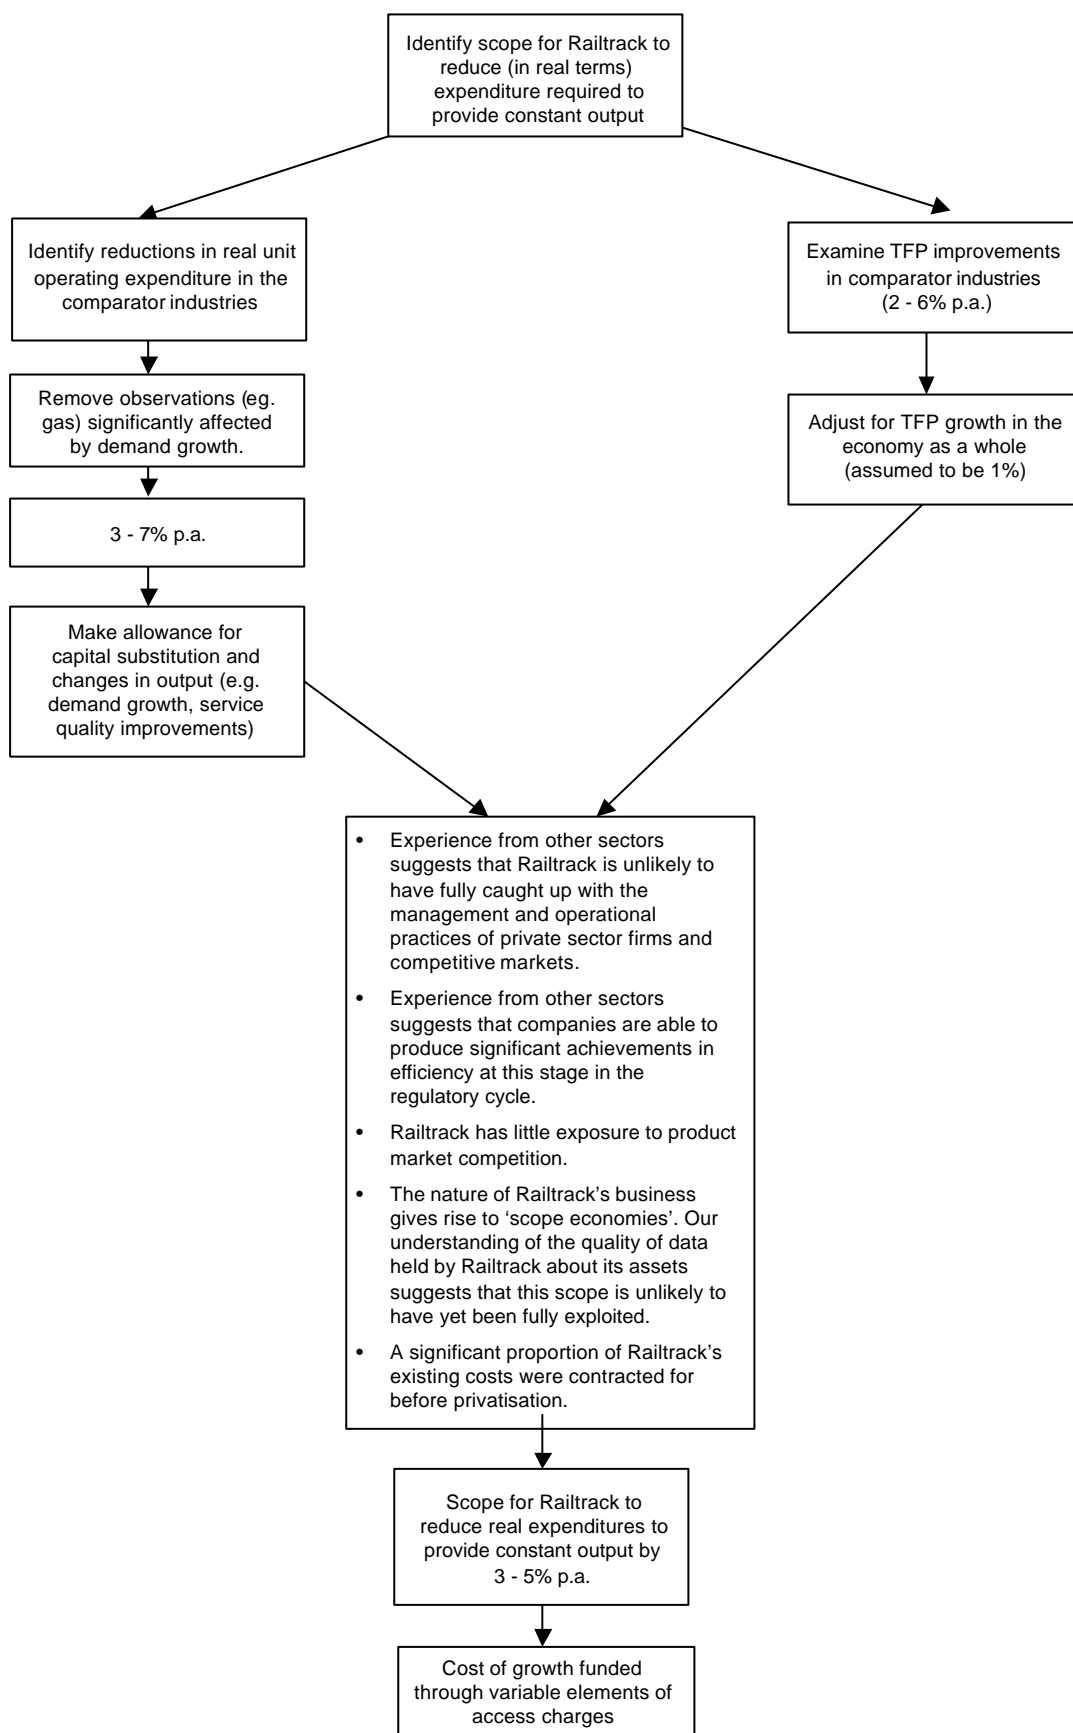 Identify scope for Railtrack to
reduce (in real terms)
expenditure required to
provide constant output
Identify reductions in real unit
operating expenditure in the
comparator industries
Examine TFP improvements
in comparator industries
(2 - 6% p.a.)
Remove observations (eg.
gas) significantly affected
by demand growth.
Adjust for TFP growth in the
economy as a whole
(assumed to be 1%)
3 - 7% p.a.
Make allowance for
capital substitution and
changes in output (e.g.
demand growth, service
quality improvements)
• Experience from other sectors
suggests that Railtrack is unlikely to
have fully caught up with the
management and operational
practices of private sector firms and
competitive markets.
• Experience from other sectors
suggests that companies are able to
produce significant achievements in
efficiency at this stage in the
regulatory cycle.
• Railtrack has little exposure to product
market competition.
• The nature of Railtrack’s business
gives rise to ‘scope economies’. Our
understanding of the quality of data
held by Railtrack about its assets
suggests that this scope is unlikely to
have yet been fully exploited.
• A significant proportion of Railtrack’s
existing costs were contracted for
before privatisation.
Scope for Railtrack to
reduce real expenditures to
provide constant output by
3 - 5% p.a.
Cost of growth funded
through variable elements of
access charges